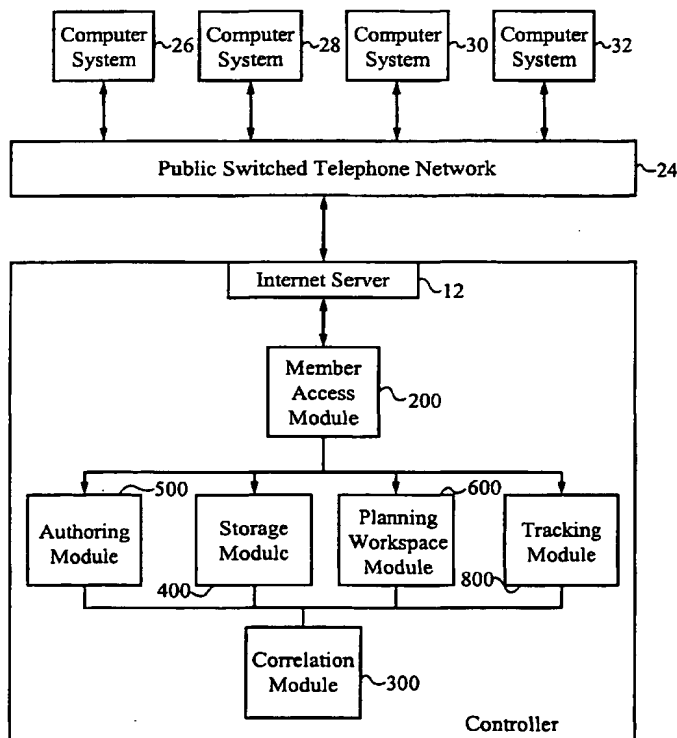 Computer
System
26
Computer
System
28
Computer
System
30
Computer
System
32
Public Switched Telephone Network
24
Internet Server
12
Member
Access
Module
200
500
Authoring
Module
Storage
Modulc
400
600
Planning
Workspace
Module
Tracking
Module
800
Correlation
Module
300
Controller